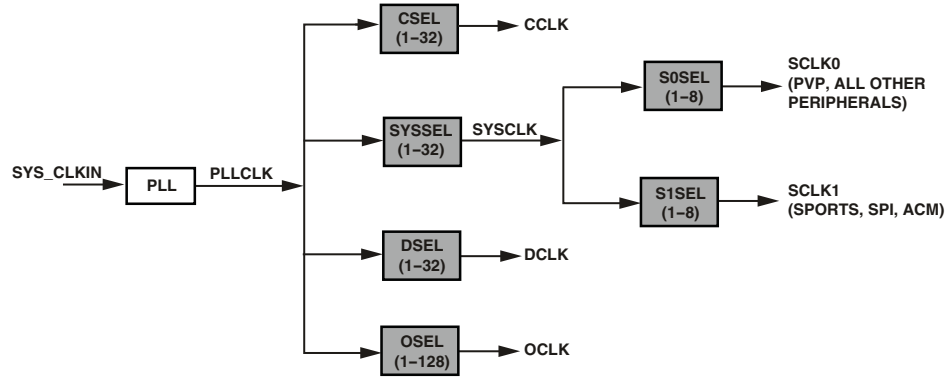 CSEL
(1–32)
CCLK
S0SEL
(1–8)
SCLK0
(PVP, ALL OTHER
PERIPHERALS)
SYSSEL
(1–32)
SYSCLK
SYS_CLKIN
PLL
PLLCLK
S1SEL
(1–8)
SCLK1
(SPORTS, SPI, ACM)
DSEL
(1–32)
DCLK
OSEL
(1–128)
OCLK